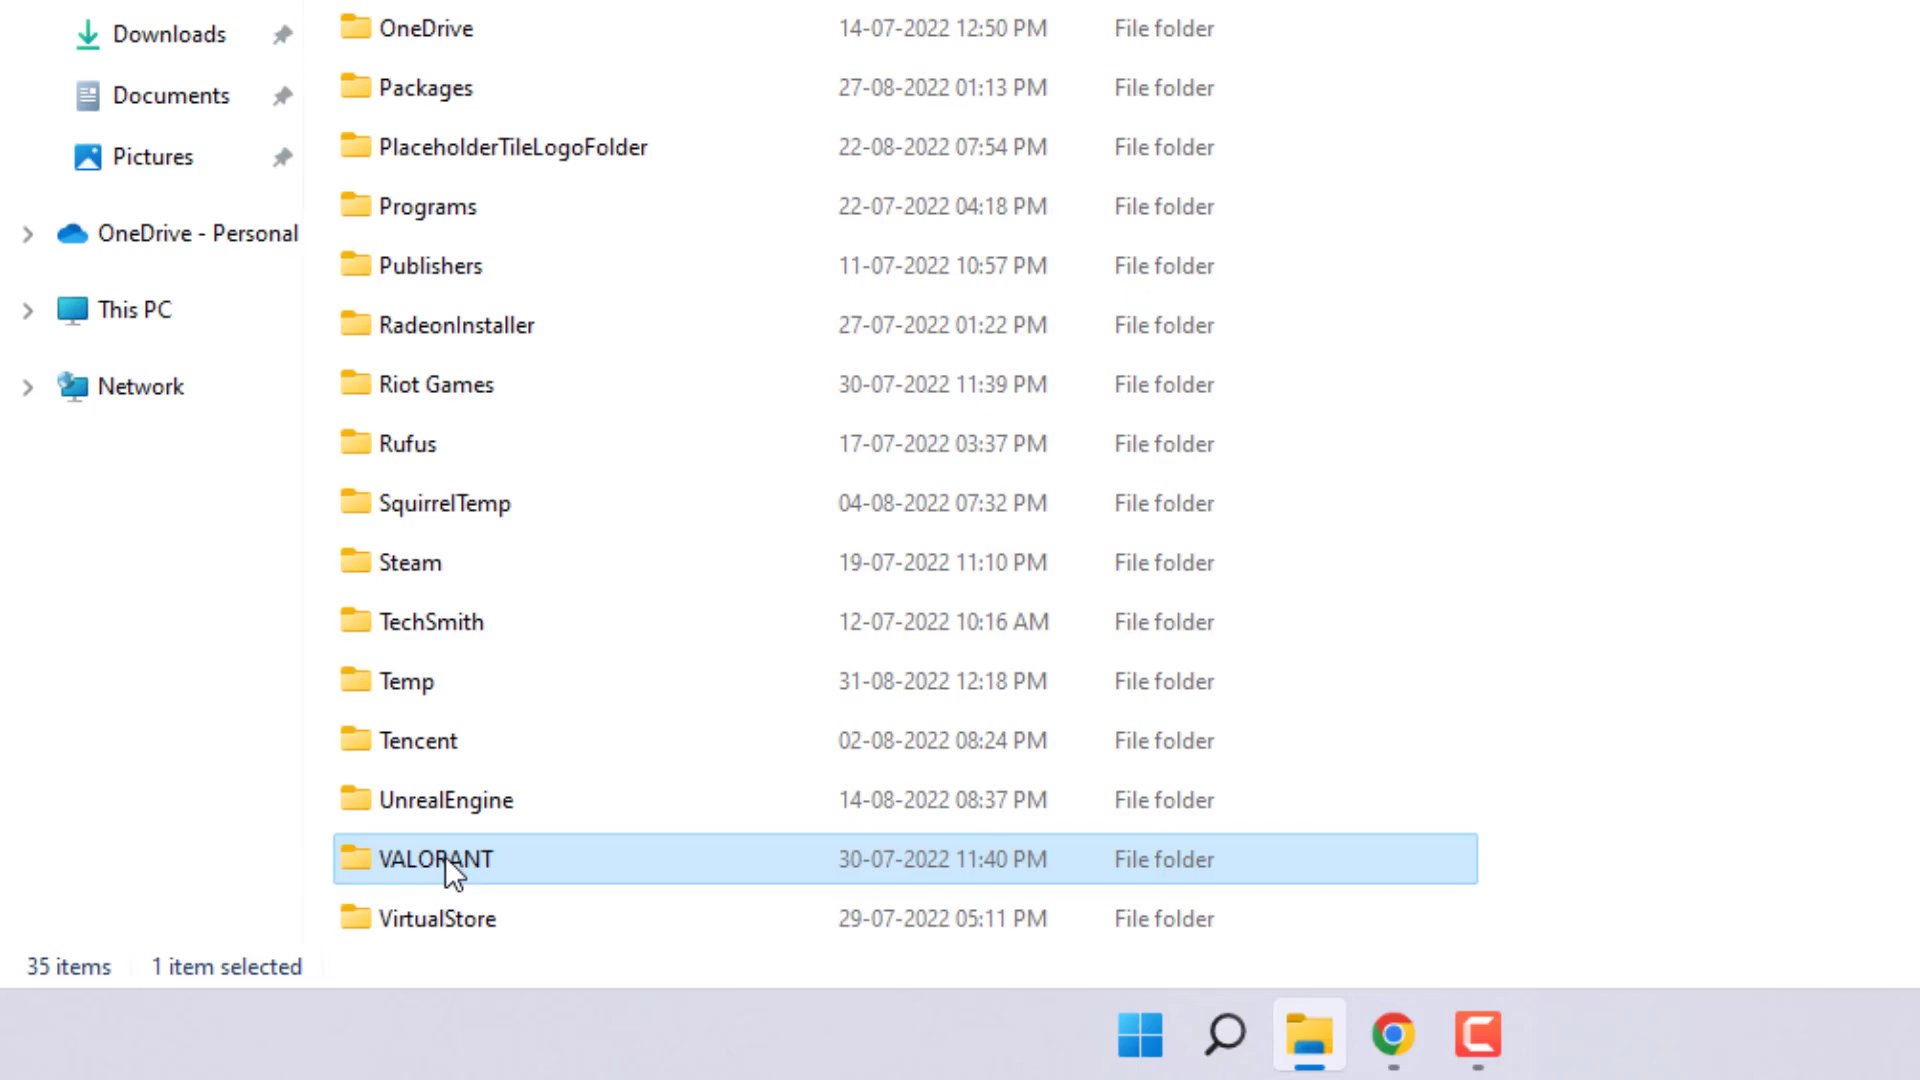 Downloads
Documents
Pictures
OneDrive - Personal
This PC
Network
OneDrive 14-07-2022 12:50 PM File folder
Packages 27-08-2022 01:13 PM File folder
PlaceholderTileLogoFolder 22-08-2022 07:54 PM File folder
Programs 22-07-2022 04:18 PM File folder
Publishers 11-07-2022 10:57 PM File folder
RadeonInstaller 27-07-2022 01:22 PM File folder
Riot Games 30-07-2022 11:39 PM File folder
Rufus 17-07-2022 03:37 PM File folder
SquirrelTemp 04-08-2022 07:32 PM File folder
Steam 19-07-2022 11:10 PM File folder
TechSmith 12-07-2022 10:16 AM File folder
Temp 31-08-2022 12:18 PM File folder
Tencent 02-08-2022 08:24 PM File folder
UnrealEngine 14-08-2022 08:37 PM File folder
VALORANT 30-07-2022 11:40 PM File folder
VirtualStore 29-07-2022 05:11 PM File folder
35 items 1 item selected